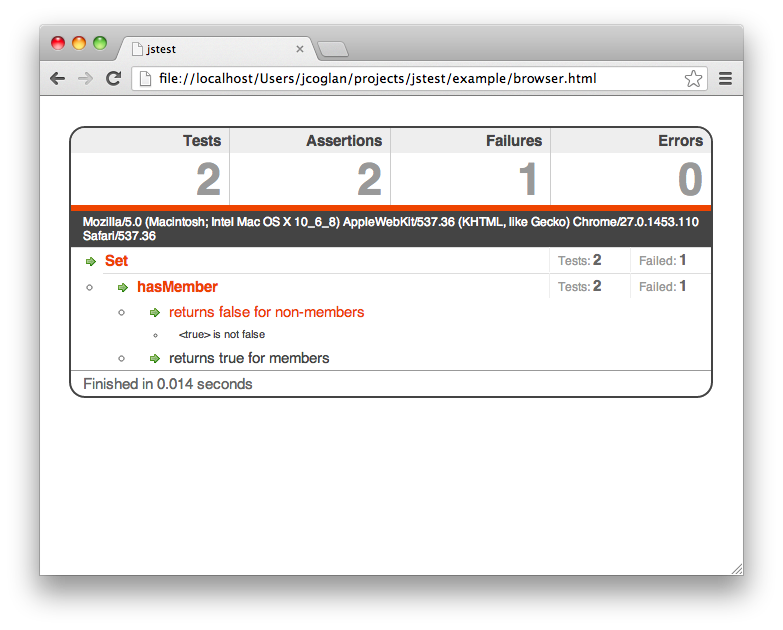 jstest
file://localhost/Users/jcoglan/projects/jstest/example/browser.html
Tests Assertions Failures Errors
2 2 1 0
Mozilla/5.0 (Macintosh; Intel Mac OS X 10_6_8) AppleWebKit/537.36 (KHTML, like Gecko) Chrome/27.0.1453.110
Safari/537.36
Set Tests: 2 Failed: 1
hasMember Tests: 2 Failed: 1
returns false for non-members
<true> is not false
returns true for members
Finished in 0.014 seconds